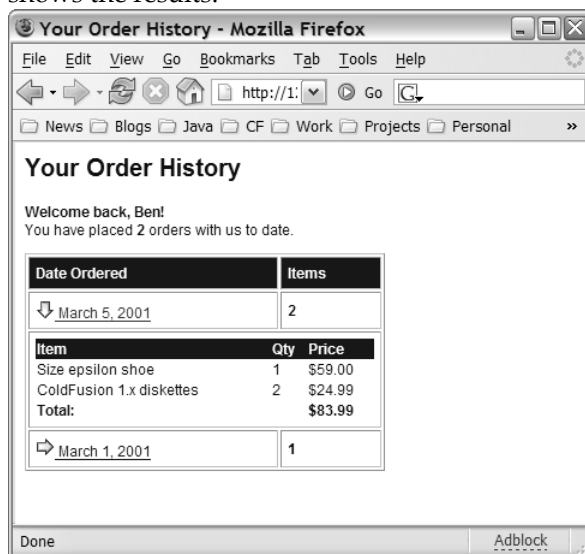 shows the results.
Your Order History - Mozilla Firefox
File Edit View Go Bookmarks Tab Tools Help
http://1: Go G
News Blogs Java CF Work Projects Personal »
Your Order History
Welcome back, Ben!
You have placed 2 orders with us to date.
Date Ordered Items
March 5, 2001 2
Item Qty Price
Size epsilon shoe 1 $59.00
ColdFusion 1.x diskettes 2 $24.99
Total: $83.99
March 1, 2001 1
Done Adblock